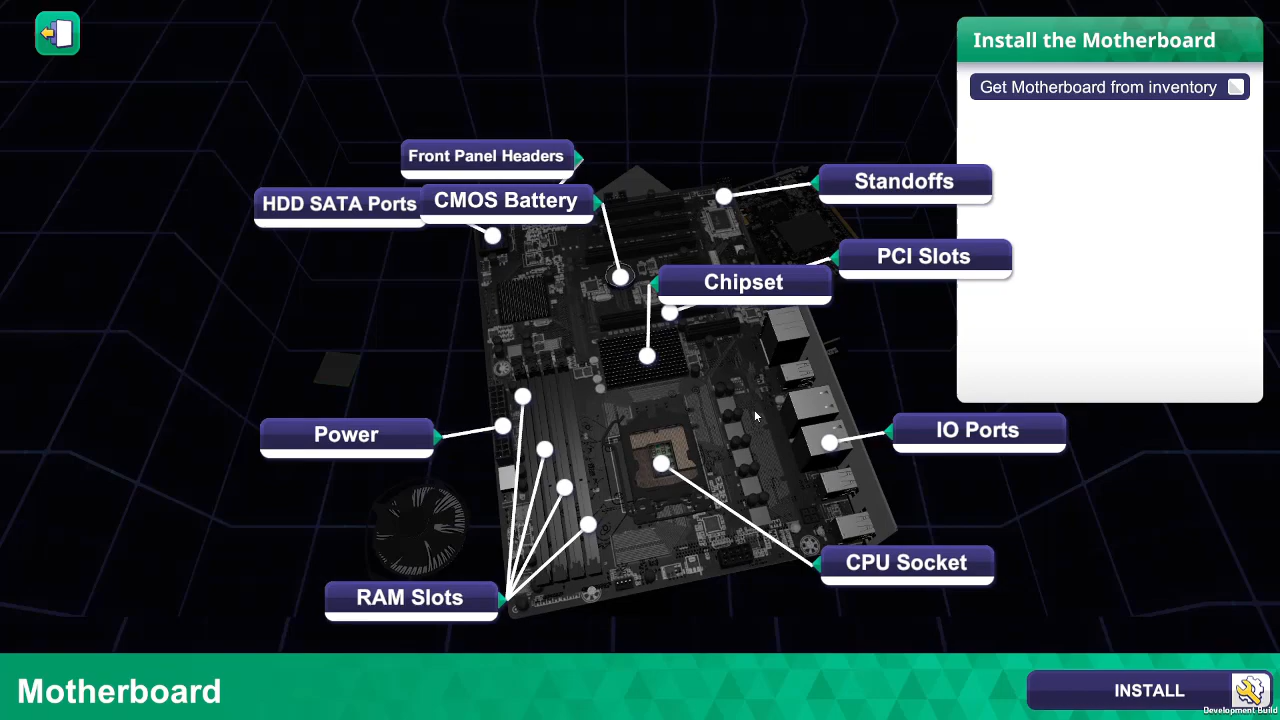 Install the Motherboard
Get Motherboard from inventory
Front Panel Headers
HDD SATA Ports
CMOS Battery
Standoffs
PCI Slots
Chipset
Power
IO Ports
CPU Socket
RAM Slots
Motherboard
INSTALL
Development Build